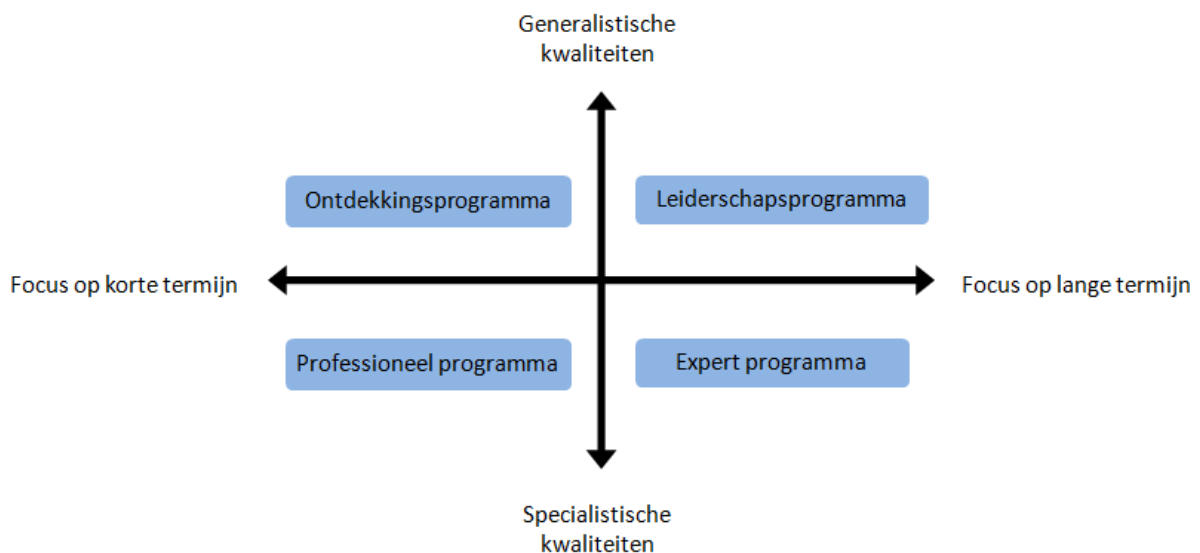 Generalistische
kwaliteiten
Ontdekkingsprogramma
Leiderschapsprogramma
Focus op korte termijn
Focus op lange termijn
Professioneel programma
Expert programma
Specialistische
kwaliteiten